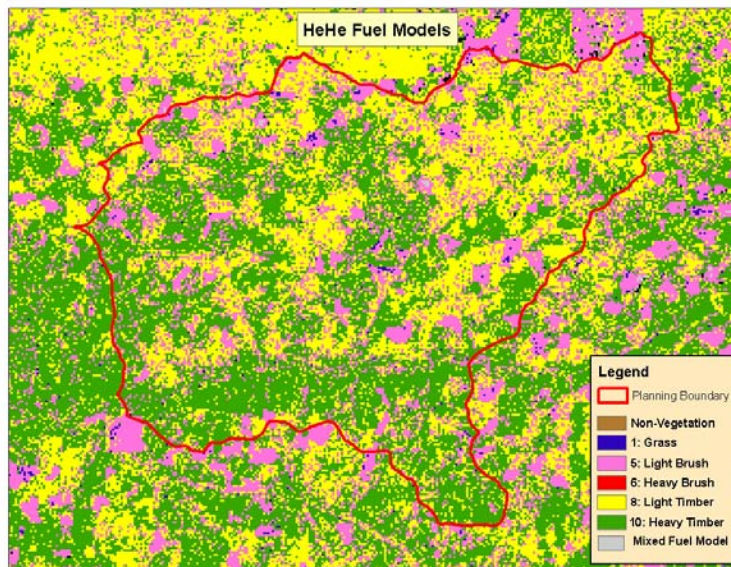 HeHe Fuel Models
Legend
Planning Boundary
Non-Vegetation
1: Grass
5: Light Brush
6: Heavy Brush
8: Light Timber
10: Heavy Timber
Mixed Fuel Model